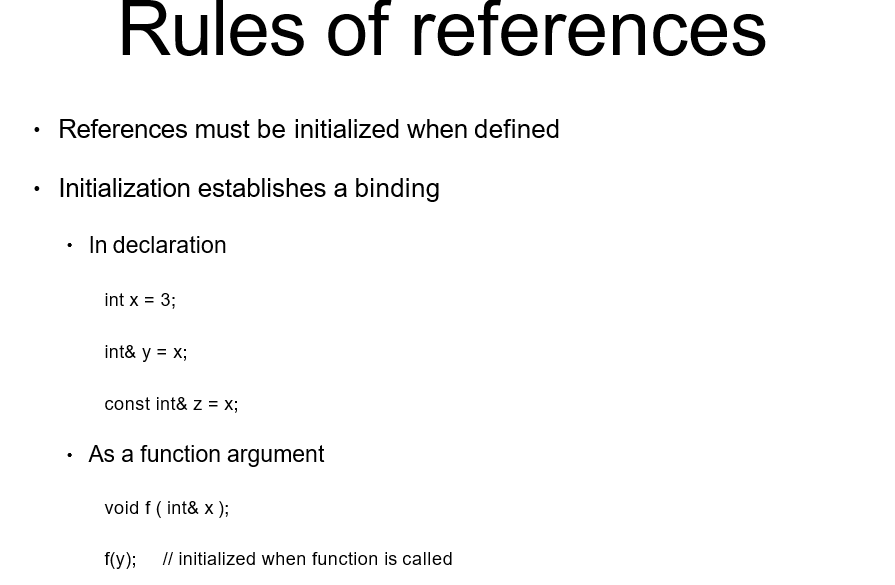 Rules of references
• References must be initialized when defined
• Initialization establishes a binding
• In declaration
int x = 3;
int& y = x;
const int& z = x;
• As a function argument
void f ( int& x );
f(y); // initialized when function is called